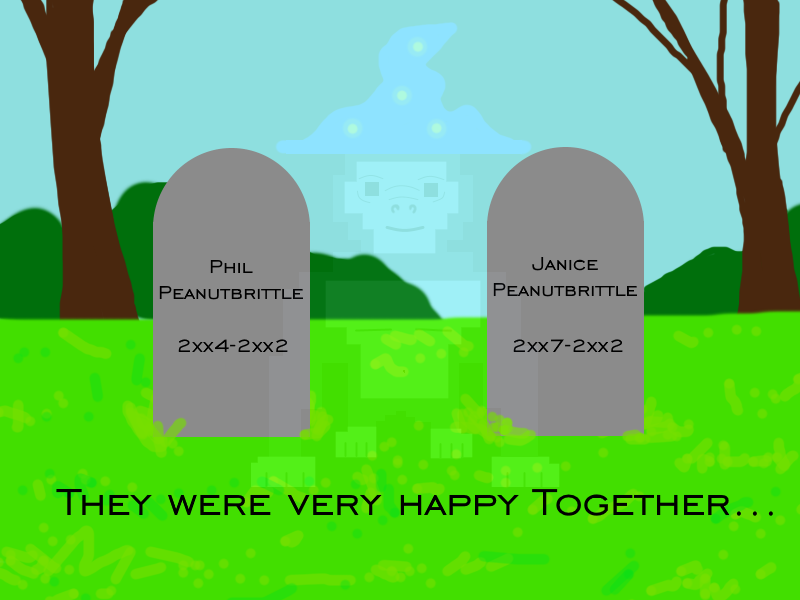 Phil
Peanutbrittle
2xx4-2xx2
Janice
Peanutbrittle
2xx7-2xx2
They were very happy Together...